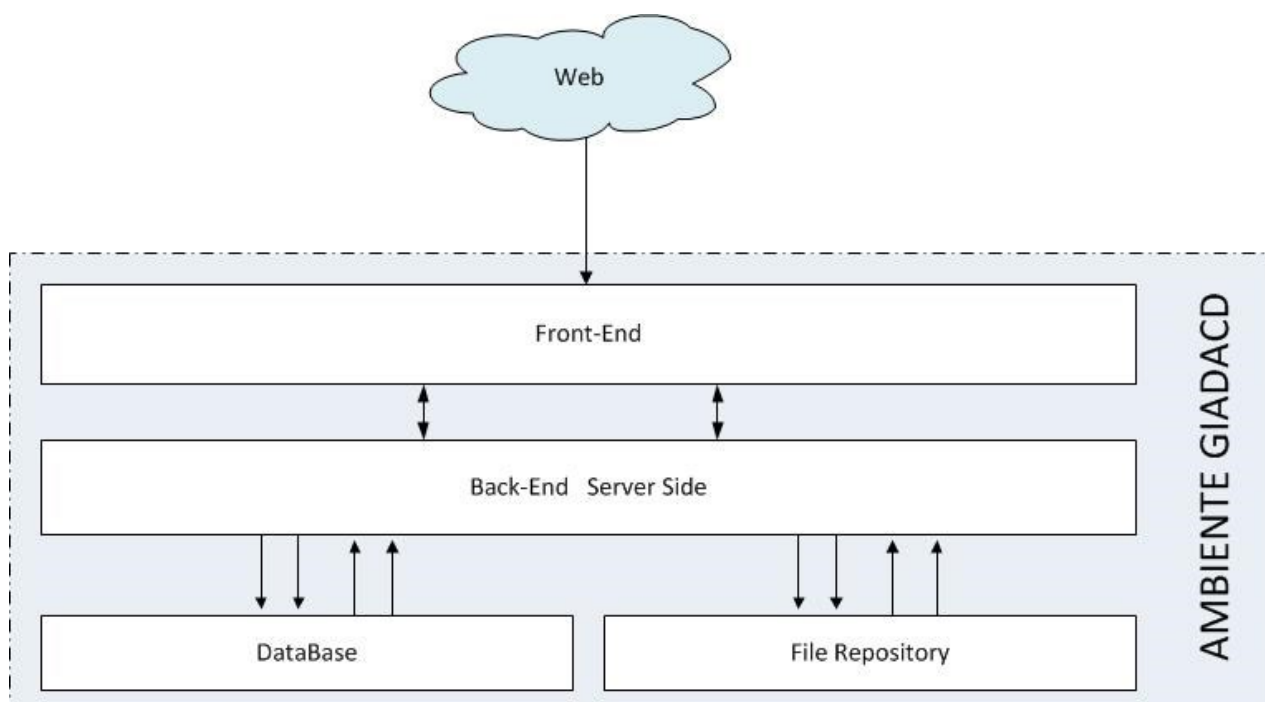 Web
Front-End
Back-End Server Side
DataBase
File Repository
AMBIENTE GIADACD